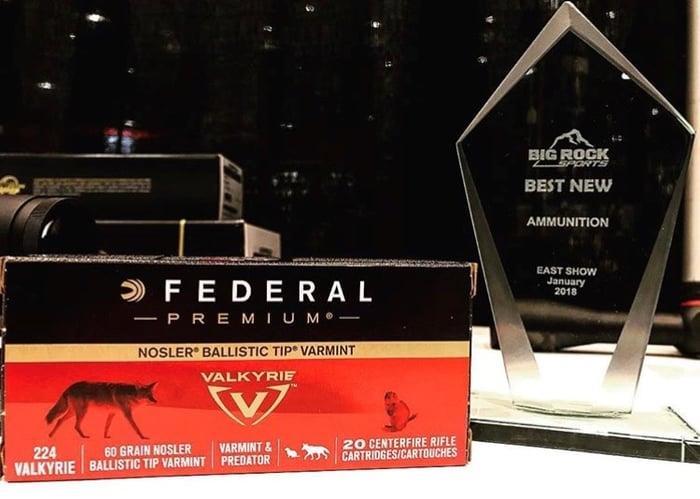 FEDERAL
PREMIUM®
NOSLER® BALLISTIC TIP® VARMINT
VALKYRIE™
V
224
VALKYRIE
60 GRAIN NOSLER
BALLISTIC TIP VARMINT
VARMINT &
PREDATOR
20 CENTERFIRE RIFLE
CARTRIDGES/CARTOUCHES
BIG ROCK
SPORTS
BEST NEW
AMMUNITION
EAST SHOW
January
2018